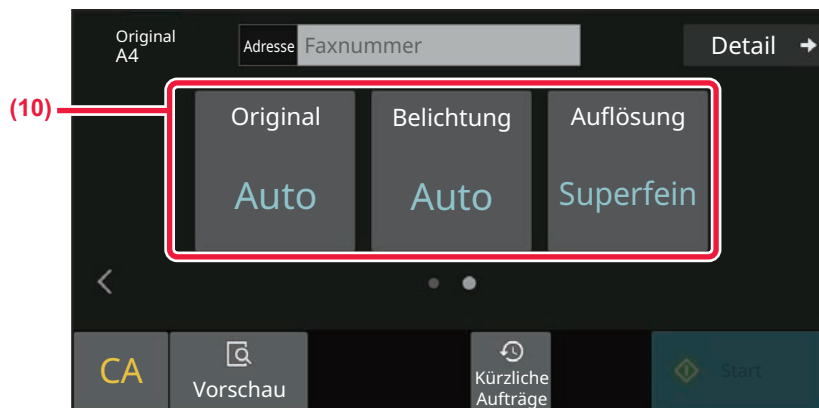 Original
A4
Adresse Faxnummer
Detail
(10)
Original
Belichtung
Auflösung
Auto
Auto
Superfein
CA
Vorschau
Kürzliche
Aufträge
Start